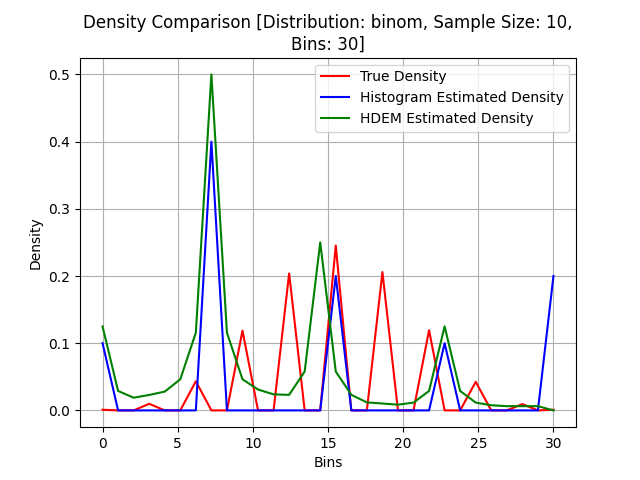 Density Comparison [Distribution: binom, Sample Size: 10,
Bins: 30]
True Density
Histogram Estimated Density
HDEM Estimated Density
Density
0.5
0.4
0.3
0.2
0.1
0.0
0 5 10 15 20 25 30
Bins